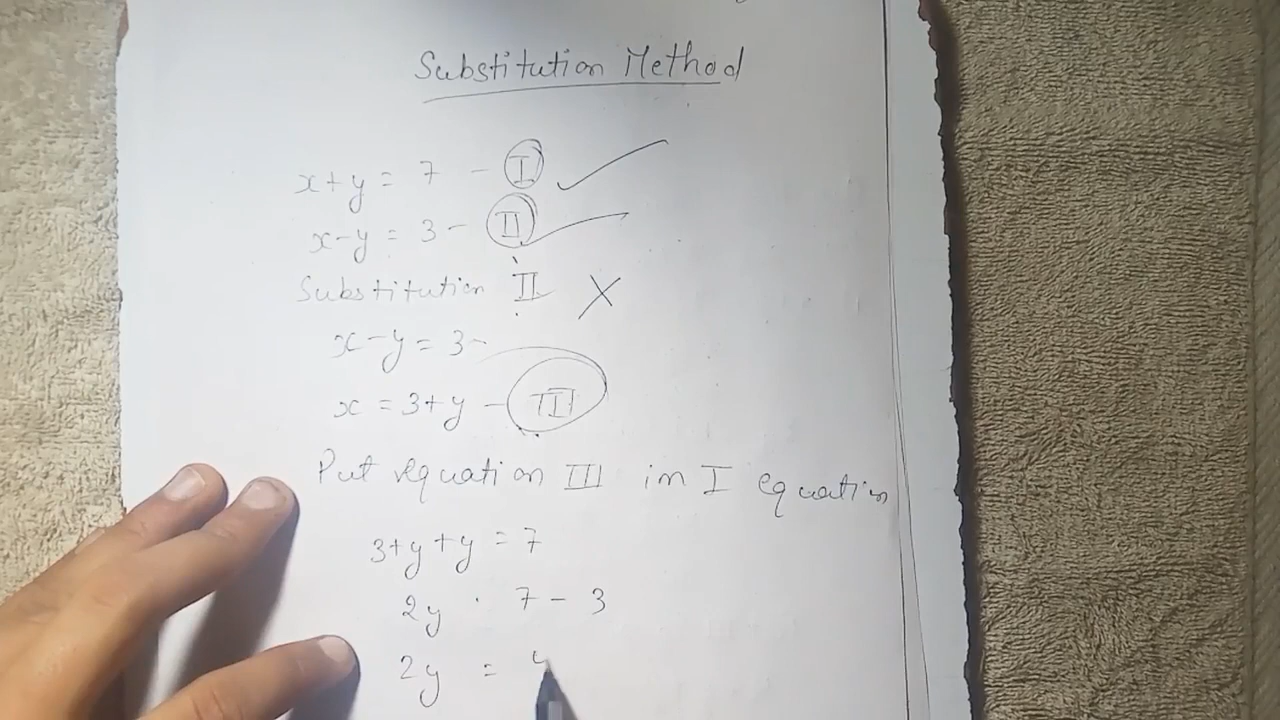 Substitution Method
x+y = 7 - I
x-y = 3 - II
Substitution II X
x-y = 3-
x = 3+y - III
Put equation III in I equation
3+y+y = 7
2y · 7-3
2y = 4